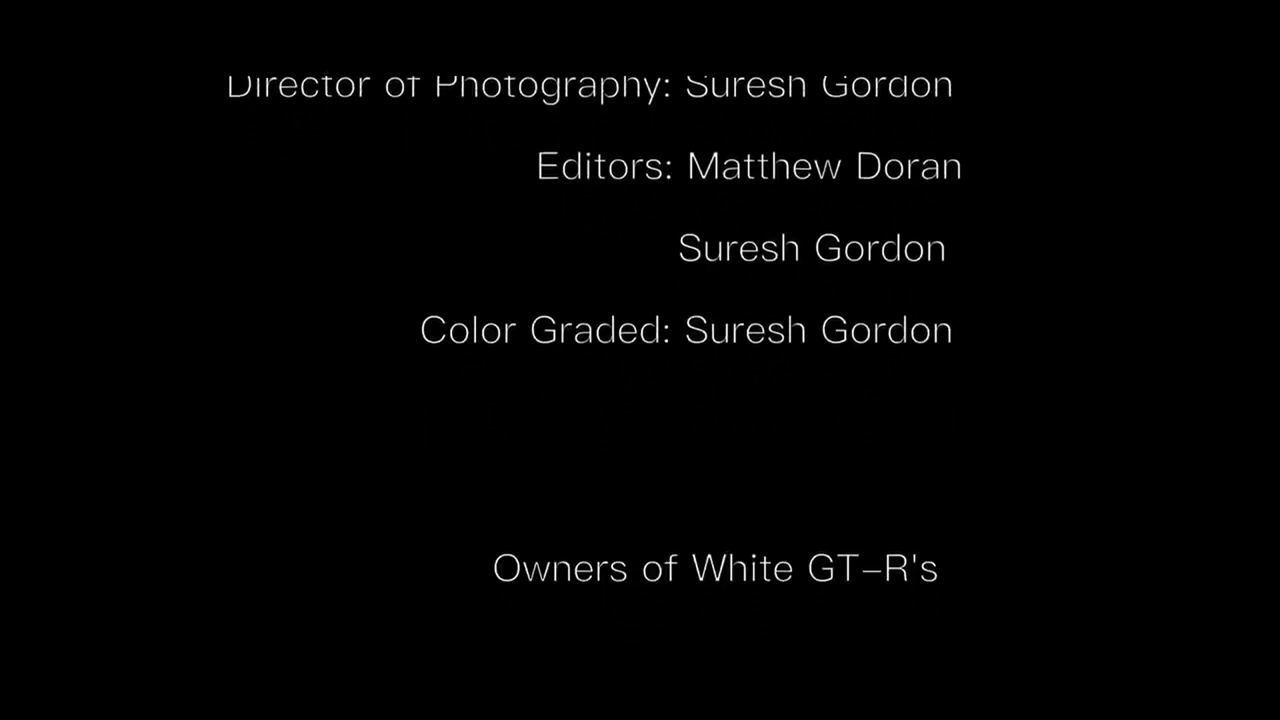 Director of Photography: Suresh Gordon
Editors: Matthew Doran
Suresh Gordon
Color Graded: Suresh Gordon
Owners of White GT-R's